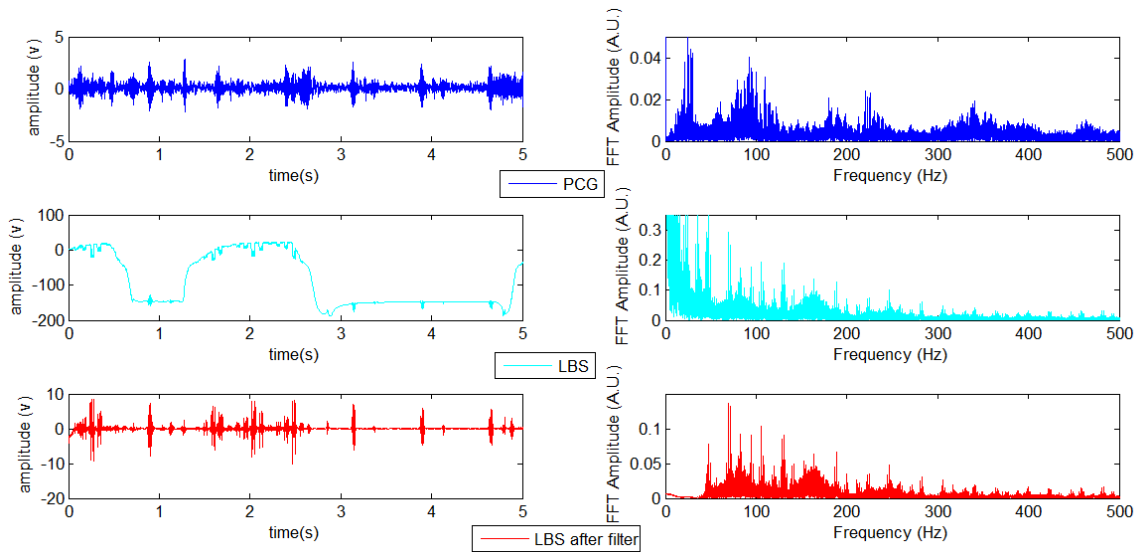 amplitude (v)
5
0
-5
0 1 2 3 4 5
time(s)
FFT Amplitude (A.U.)
0.04
0.02
0
0 100 200 300 400 500
Frequency (Hz)
PCG
amplitude (v)
100
0
-100
-200
0 1 2 3 4 5
time(s)
FFT Amplitude (A.U.)
0.3
0.2
0.1
0
0 100 200 300 400 500
Frequency (Hz)
LBS
amplitude (v)
10
0
-10
-20
0 1 2 3 4 5
time(s)
FFT Amplitude (A.U.)
0.1
0.05
0
0 100 200 300 400 500
Frequency (Hz)
LBS after filter